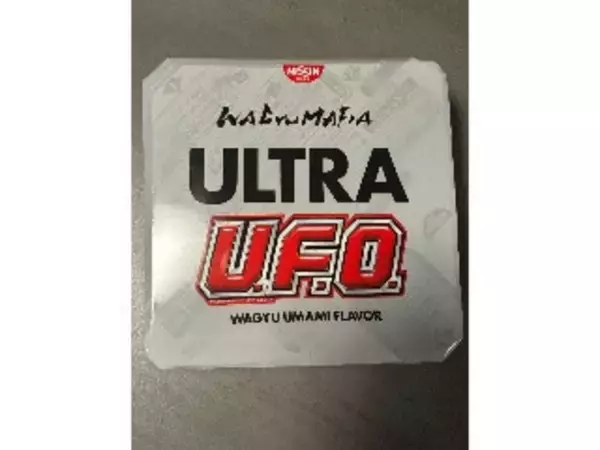 NISSIN
WAGYUMAFIA
ULTRA
U.F.O.
WAGYU UMAMI FLAVOR